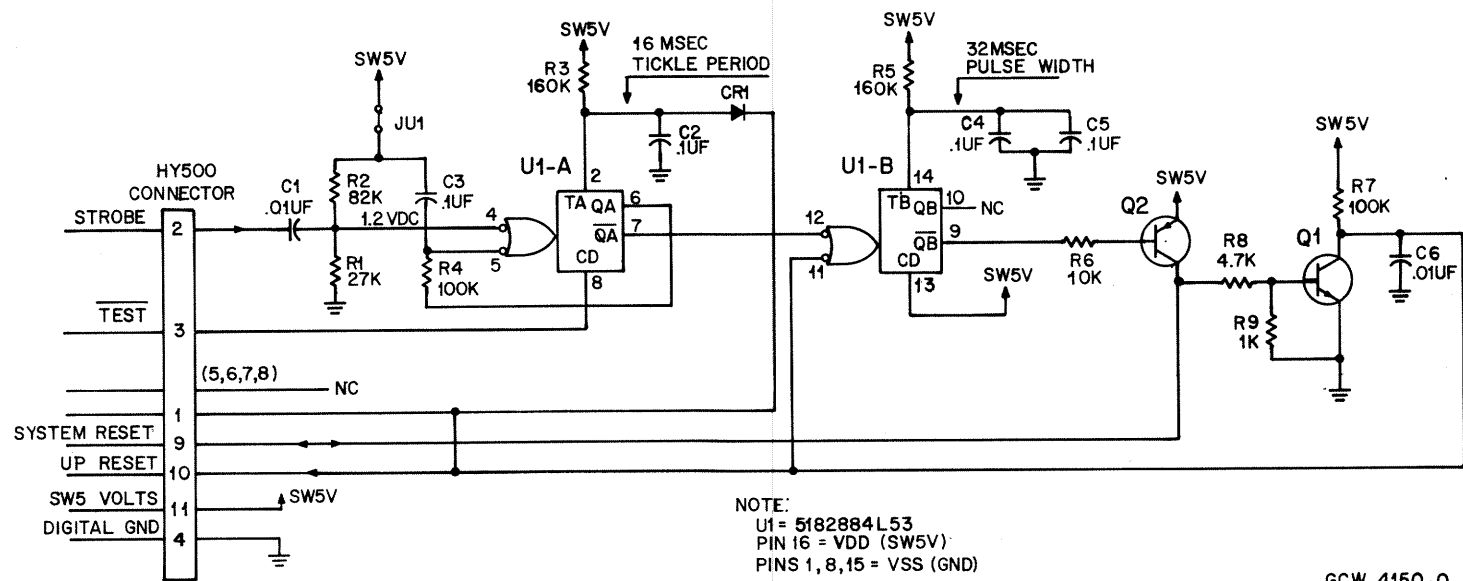 SW5V
16 MSEC
TICKLE PERIOD
R3
160K
CR1
C2
.1UF
SW5V
JU1
U1-A
HY500
CONNECTOR
C1
.01UF
R2
82K
C3
.1UF
1.2 VDC
STROBE
2
R1
27K
R4
100K
4
5
2
TA QA
QA
CD
6
7
8
TEST
3
(5,6,7,8)
NC
1
SYSTEM RESET
9
UP RESET
10
SW5 VOLTS
11
SW5V
DIGITAL GND
4
SW5V
R5
160K
32MSEC
PULSE WIDTH
C4
.1UF
C5
.1UF
U1-B
14
TB QB
QB
CD
10
NC
9
13
12
11
SW5V
R6
10K
Q2
SW5V
R8
4.7K
R9
1K
Q1
SW5V
R7
100K
C6
.01UF
NOTE:
U1 = 5182884L53
PIN 16 = VDD (SW5V)
PINS 1, 8, 15 = VSS (GND)
GCW-4150-O